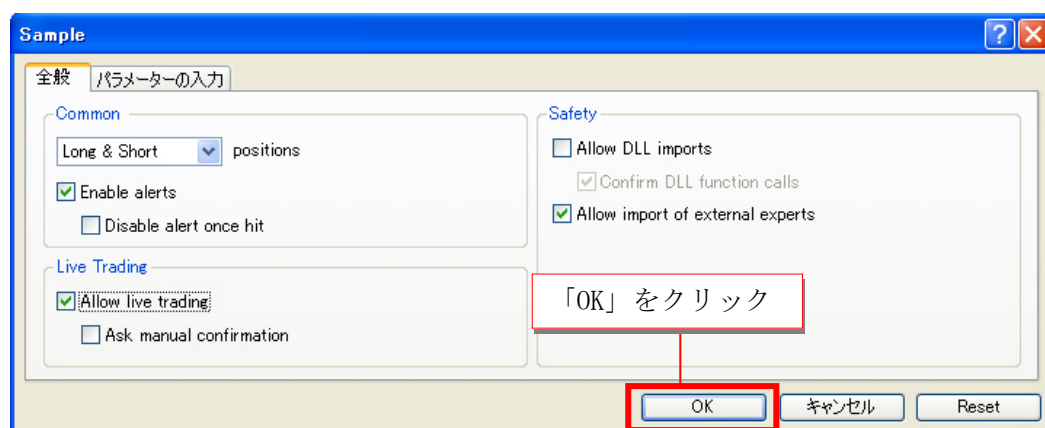 Sample
全般 パラメーターの入力
Common
Long & Short positions
Enable alerts
Disable alert once hit
Live Trading
Allow live trading
Ask manual confirmation
Safety
Allow DLL imports
Confirm DLL function calls
Allow import of external experts
「OK」をクリック
OK キャンセル Reset